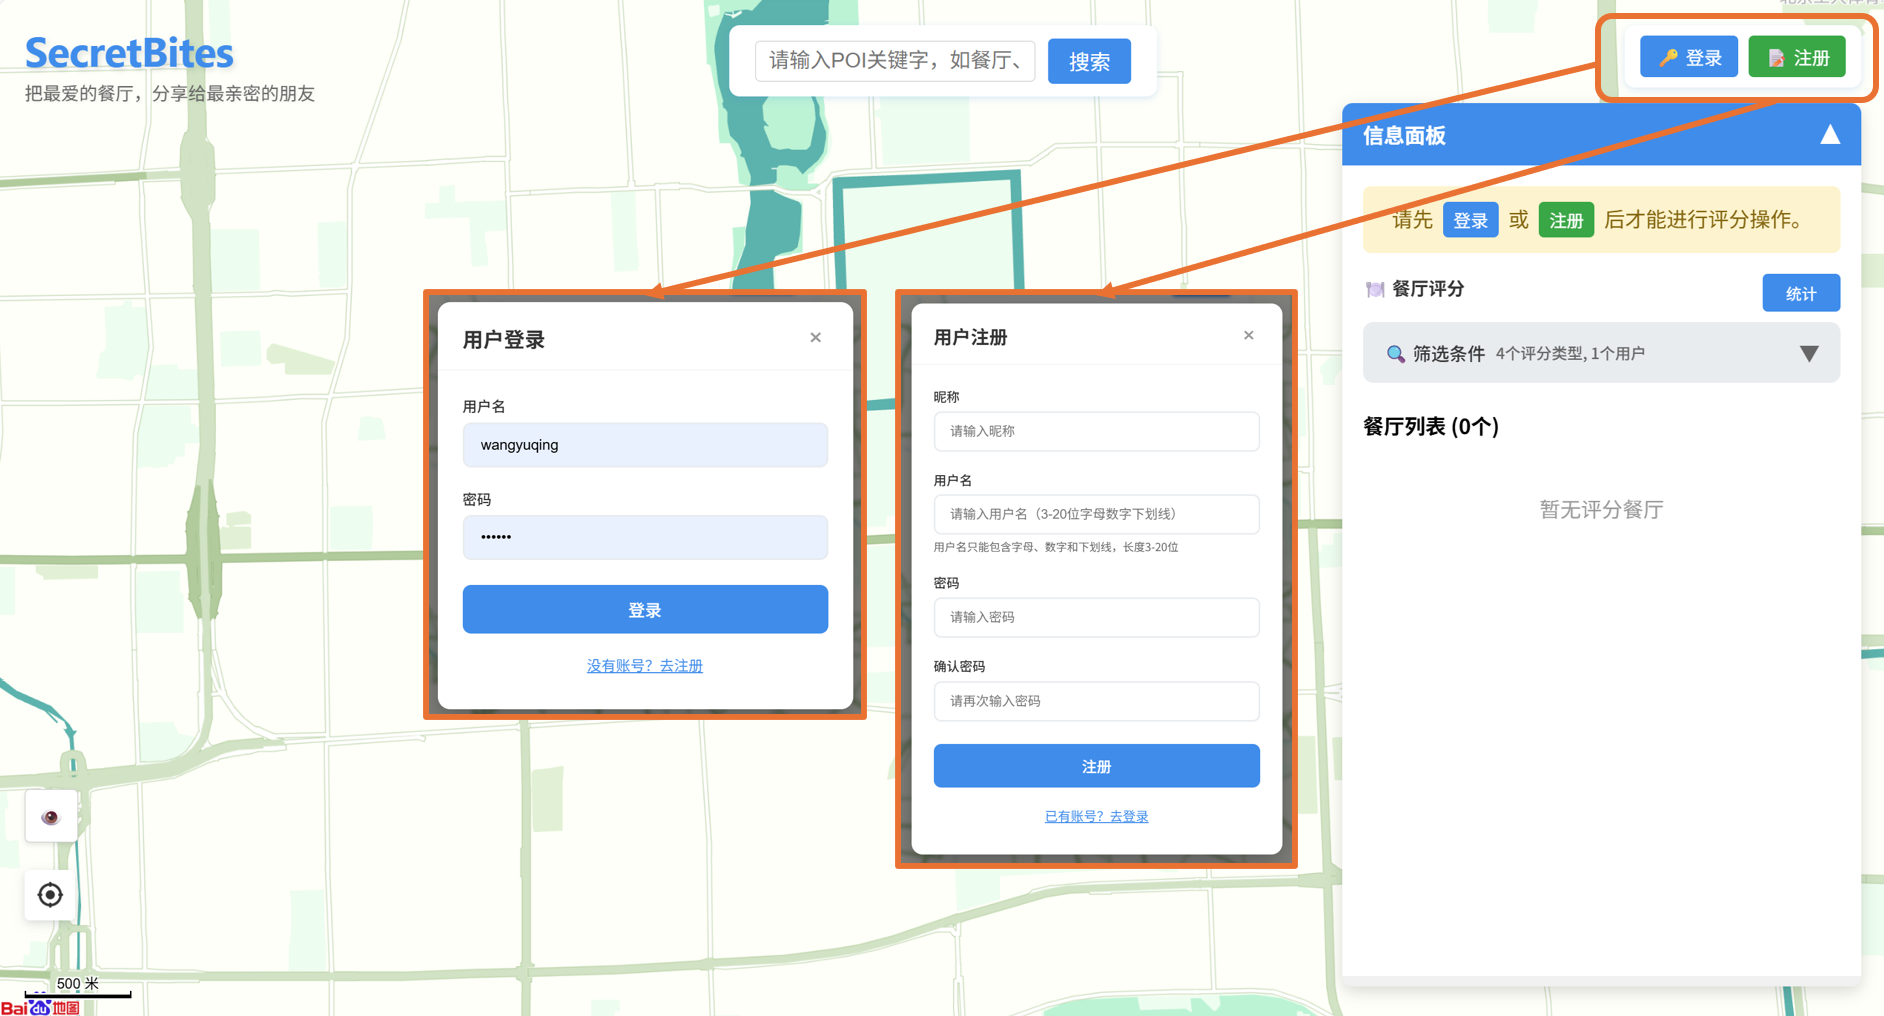 SecretBites
把最爱的餐厅，分享给最亲密的朋友
请输入POI关键字，如餐厅、
搜索
登录
注册
信息面板
请先 登录 或 注册 后才能进行评分操作。
餐厅评分
统计
筛选条件 4个评分类型, 1个用户
餐厅列表 (0个)
暂无评分餐厅
用户登录
×
用户名
wangyuqing
密码
••••••
登录
没有账号？去注册
用户注册
×
昵称
请输入昵称
用户名
请输入用户名（3-20位字母数字下划线）
用户名只能包含字母、数字和下划线，长度3-20位
密码
请输入密码
确认密码
请再次输入密码
注册
已有账号？去登录
500 米
Bai du 地图